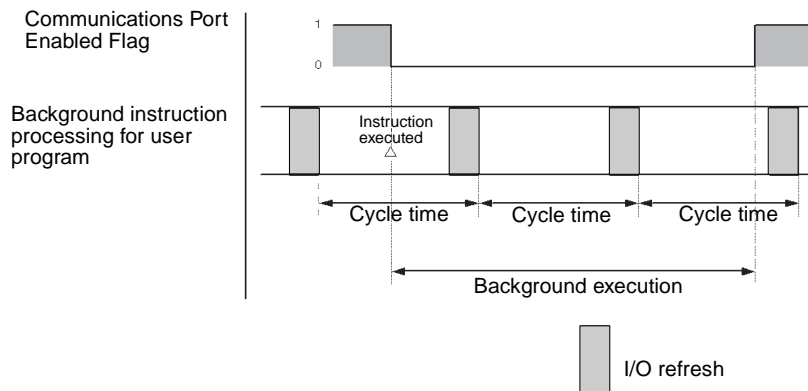 Communications Port
Enabled Flag
1
0
Background instruction
processing for user
program
Instruction
executed
Cycle time
Cycle time
Cycle time
Background execution
I/O refresh